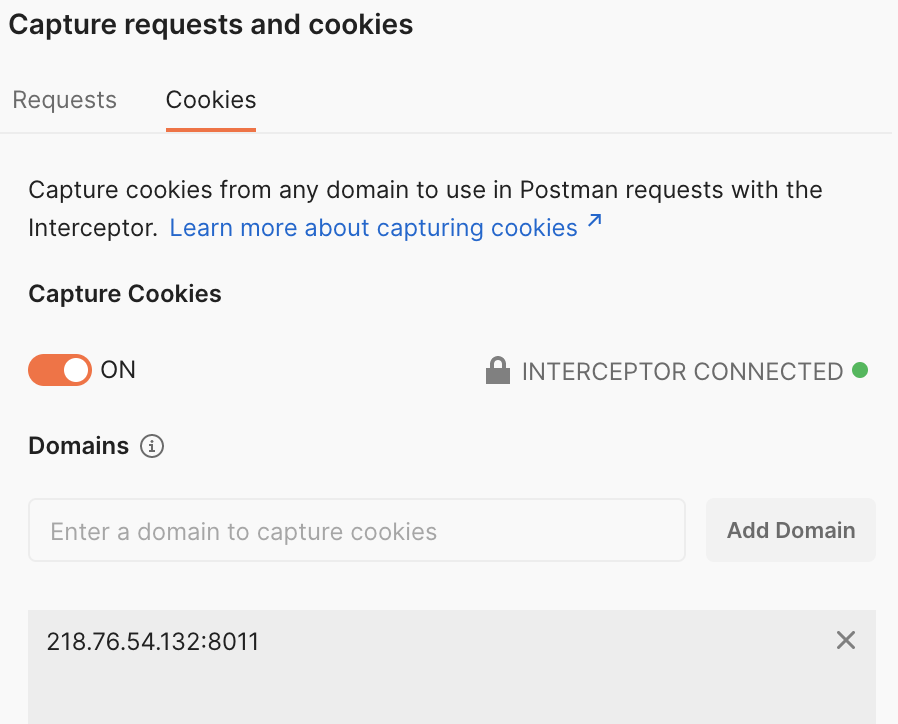 Capture requests and cookies
Requests Cookies
Capture cookies from any domain to use in Postman requests with the
Interceptor. Learn more about capturing cookies
Capture Cookies
ON INTERCEPTOR CONNECTED
Domains
Enter a domain to capture cookies Add Domain
218.76.54.132:8011